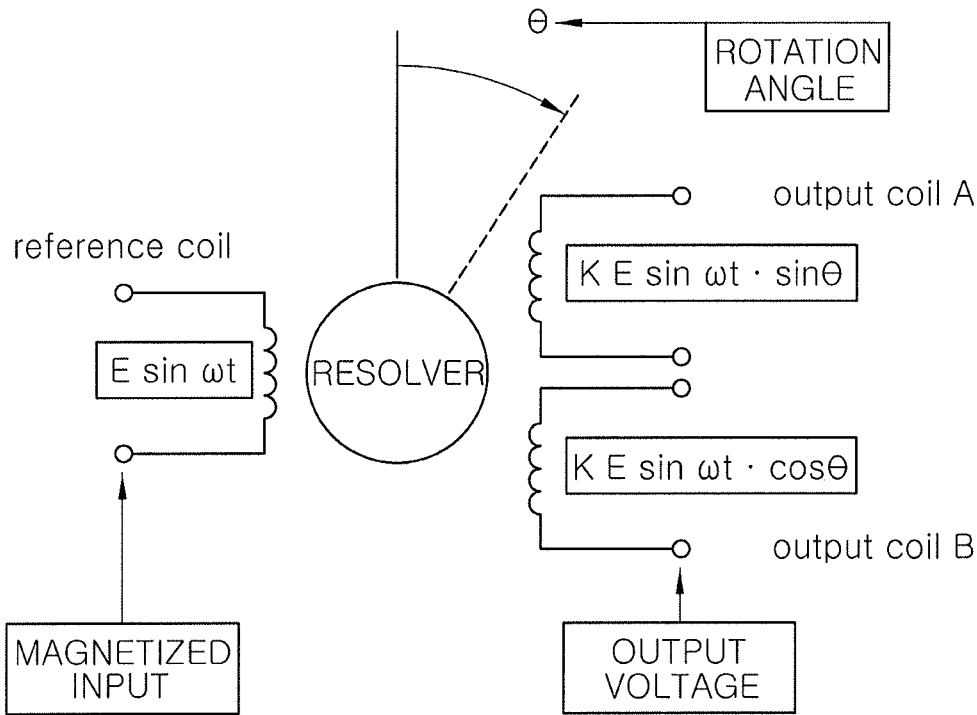 θ
ROTATION
ANGLE
output coil A
reference coil
K E sin ωt · sinθ
E sin ωt
RESOLVER
K E sin ωt · cosθ
output coil B
MAGNETIZED
INPUT
OUTPUT
VOLTAGE